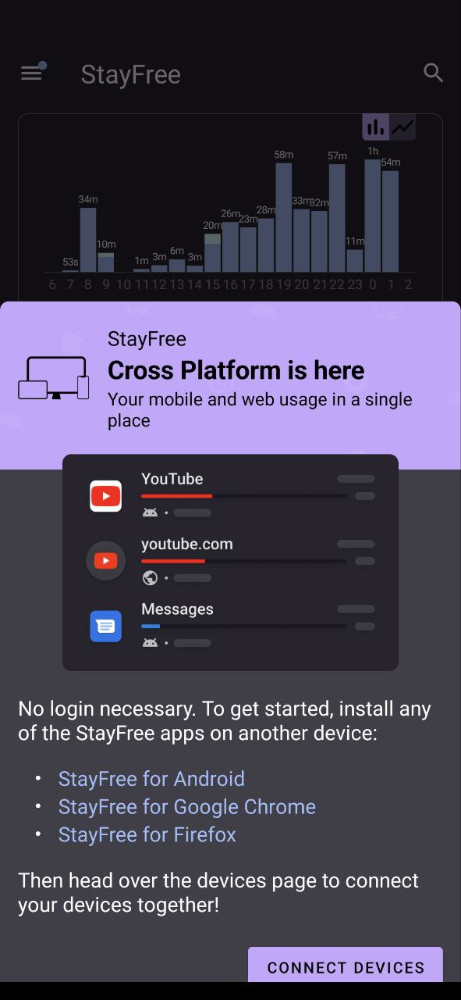 StayFree
58m
1h
57m
54m
34m
33m
32m
28m
26m
23m
20m
10m
11m
6m
3m
3m
1m
53s
6 7 8 9 10 11 12 13 14 15 16 17 18 19 20 21 22 23 0 1 2
StayFree
Cross Platform is here
Your mobile and web usage in a single
place
YouTube
youtube.com
Messages
No login necessary. To get started, install any
of the StayFree apps on another device:
• StayFree for Android
• StayFree for Google Chrome
• StayFree for Firefox
Then head over the devices page to connect
your devices together!
CONNECT DEVICES